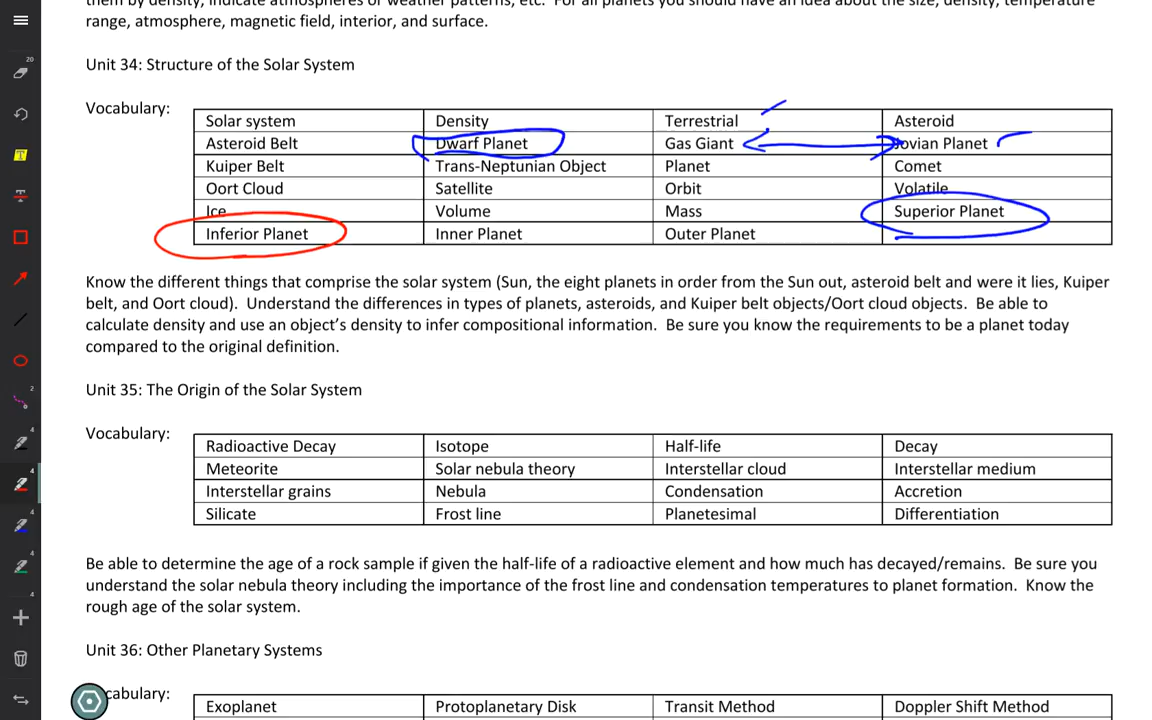 them by density, indicate atmospheres or weather patterns, etc. For all planets you should have an idea about the size, density, temperature
range, atmosphere, magnetic field, interior, and surface.
Unit 34: Structure of the Solar System
Vocabulary:
Solar system Density Terrestrial Asteroid
Asteroid Belt Dwarf Planet Gas Giant Jovian Planet
Kuiper Belt Trans-Neptunian Object Planet Comet
Oort Cloud Satellite Orbit Volatile
Ice Volume Mass Superior Planet
Inferior Planet Inner Planet Outer Planet
Know the different things that comprise the solar system (Sun, the eight planets in order from the Sun out, asteroid belt and were it lies, Kuiper
belt, and Oort cloud). Understand the differences in types of planets, asteroids, and Kuiper belt objects/Oort cloud objects. Be able to
calculate density and use an object's density to infer compositional information. Be sure you know the requirements to be a planet today
compared to the original definition.
Unit 35: The Origin of the Solar System
Vocabulary:
Radioactive Decay Isotope Half-life Decay
Meteorite Solar nebula theory Interstellar cloud Interstellar medium
Interstellar grains Nebula Condensation Accretion
Silicate Frost line Planetesimal Differentiation
Be able to determine the age of a rock sample if given the half-life of a radioactive element and how much has decayed/remains. Be sure you
understand the solar nebula theory including the importance of the frost line and condensation temperatures to planet formation. Know the
rough age of the solar system.
Unit 36: Other Planetary Systems
cabulary:
Exoplanet Protoplanetary Disk Transit Method Doppler Shift Method
20
T
2
4
4
4
4
4